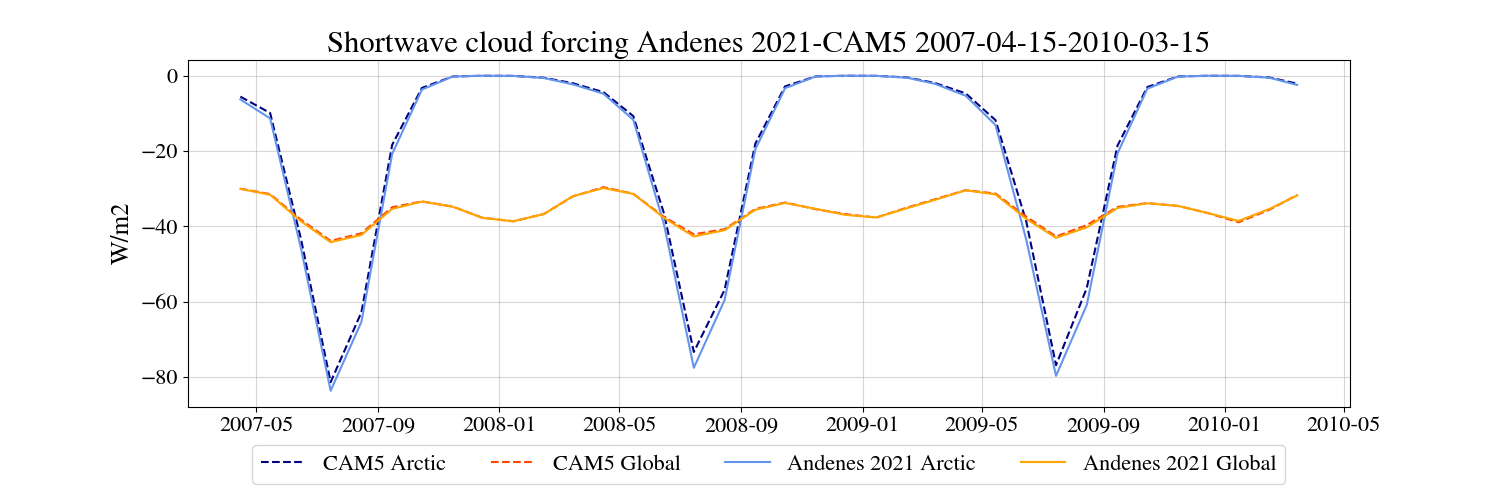 Shortwave cloud forcing Andenes 2021-CAM5 2007-04-15-2010-03-15
0
−20
−40
−60
−80
W/m2
2007-05 2007-09 2008-01 2008-05 2008-09 2009-01 2009-05 2009-09 2010-01 2010-05
CAM5 Arctic CAM5 Global Andenes 2021 Arctic Andenes 2021 Global